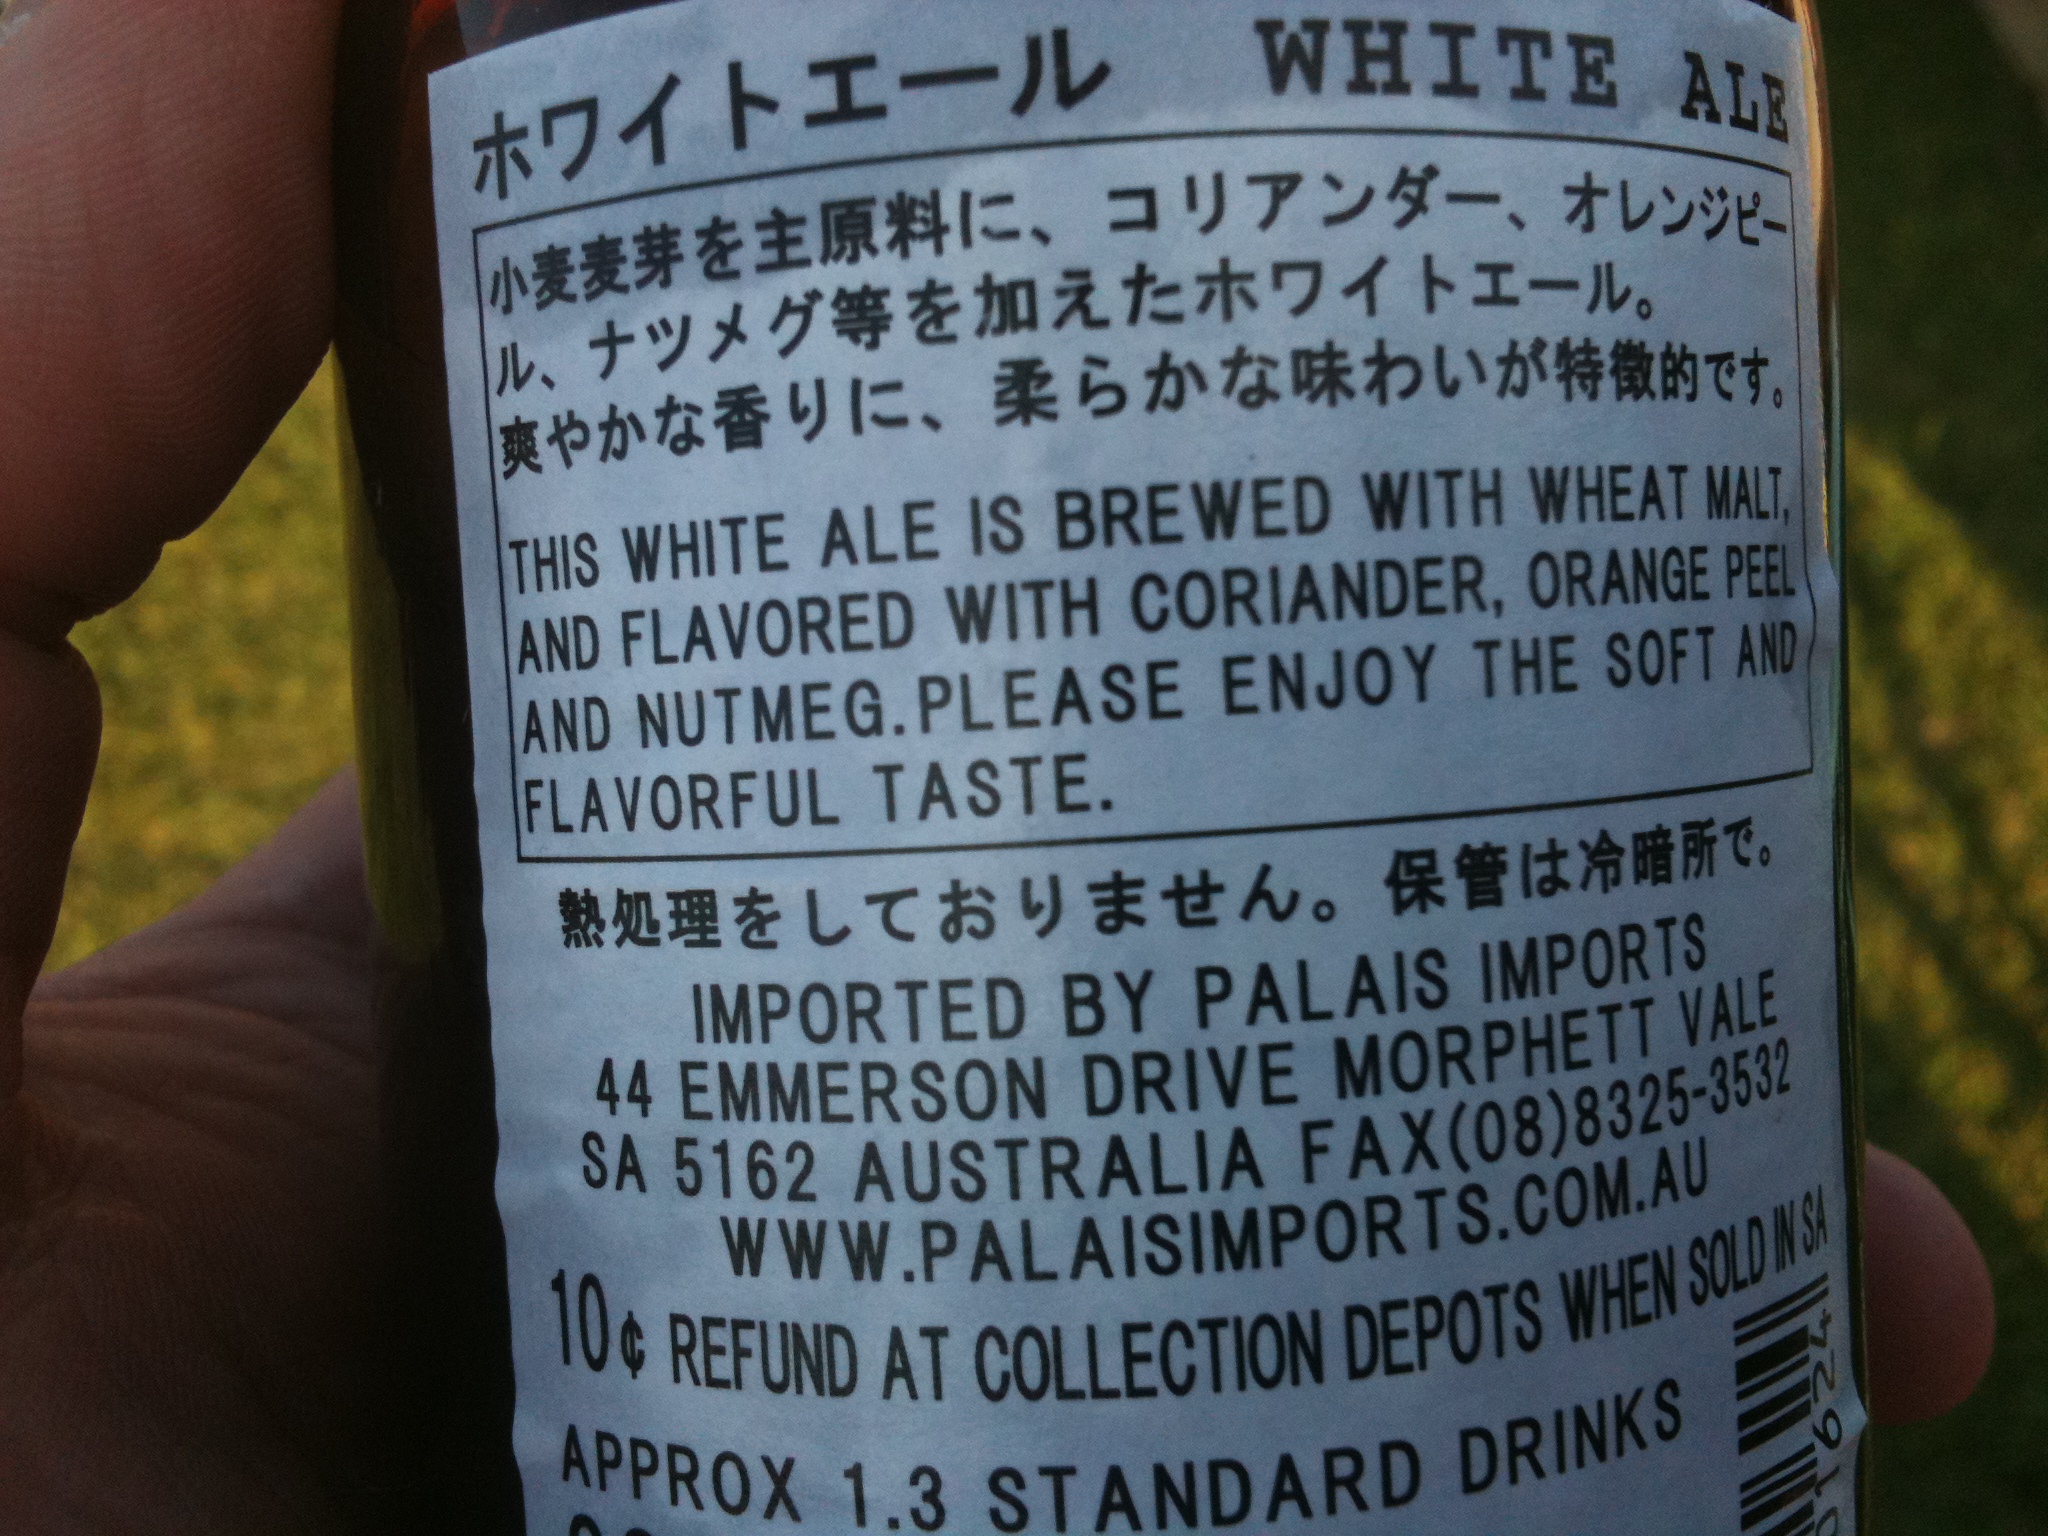 ホワイトエール WHITE ALE
小麦麦芽を主原料に、コリアンダー、オレンジピー
ル、ナツメグ等を加えたホワイトエール。
爽やかな香りに、柔らかな味わいが特徴的です。
THIS WHITE ALE IS BREWED WITH WHEAT MALT,
AND FLAVORED WITH CORIANDER, ORANGE PEEL
AND NUTMEG.PLEASE ENJOY THE SOFT AND
FLAVORFUL TASTE.
熱処理をしておりません。保管は冷暗所で。
IMPORTED BY PALAIS IMPORTS
44 EMMERSON DRIVE MORPHETT VALE
SA 5162 AUSTRALIA FAX(08)8325-3532
WWW.PALAISIMPORTS.COM.AU
10¢ REFUND AT COLLECTION DEPOTS WHEN SOLD IN SA
APPROX 1.3 STANDARD DRINKS
01624